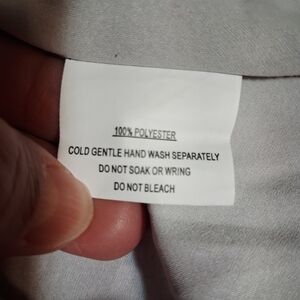 100% POLYESTER
COLD GENTLE HAND WASH SEPARATELY
DO NOT SOAK OR WRING
DO NOT BLEACH